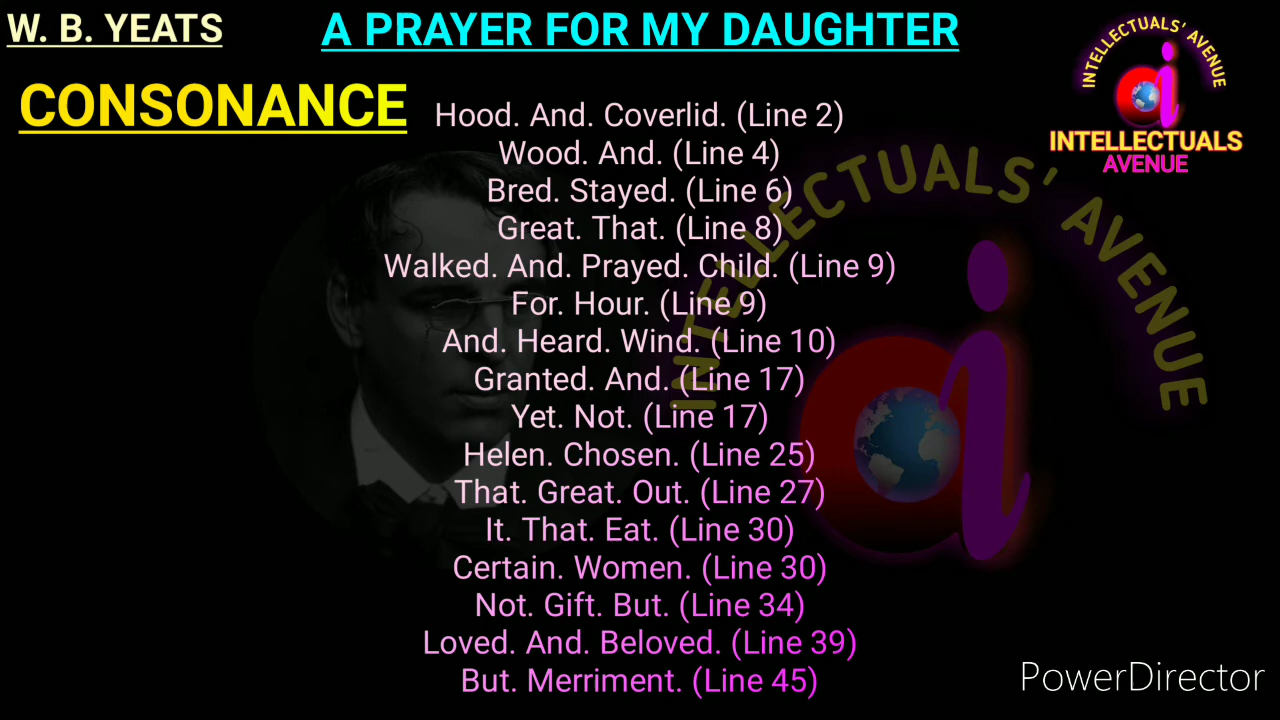 W. B. YEATS
A PRAYER FOR MY DAUGHTER
INTELLECTUALS' AVENUE
INTELLECTUALS
AVENUE
CONSONANCE
Hood. And. Coverlid. (Line 2)
Wood. And. (Line 4)
Bred. Stayed. (Line 6)
Great. That. (Line 8)
Walked. And. Prayed. Child. (Line 9)
For. Hour. (Line 9)
And. Heard. Wind. (Line 10)
Granted. And. (Line 17)
Yet. Not. (Line 17)
Helen. Chosen. (Line 25)
That. Great. Out. (Line 27)
It. That. Eat. (Line 30)
Certain. Women. (Line 30)
Not. Gift. But. (Line 34)
Loved. And. Beloved. (Line 39)
But. Merriment. (Line 45)
INTELLECTUALS' AVENUE
PowerDirector